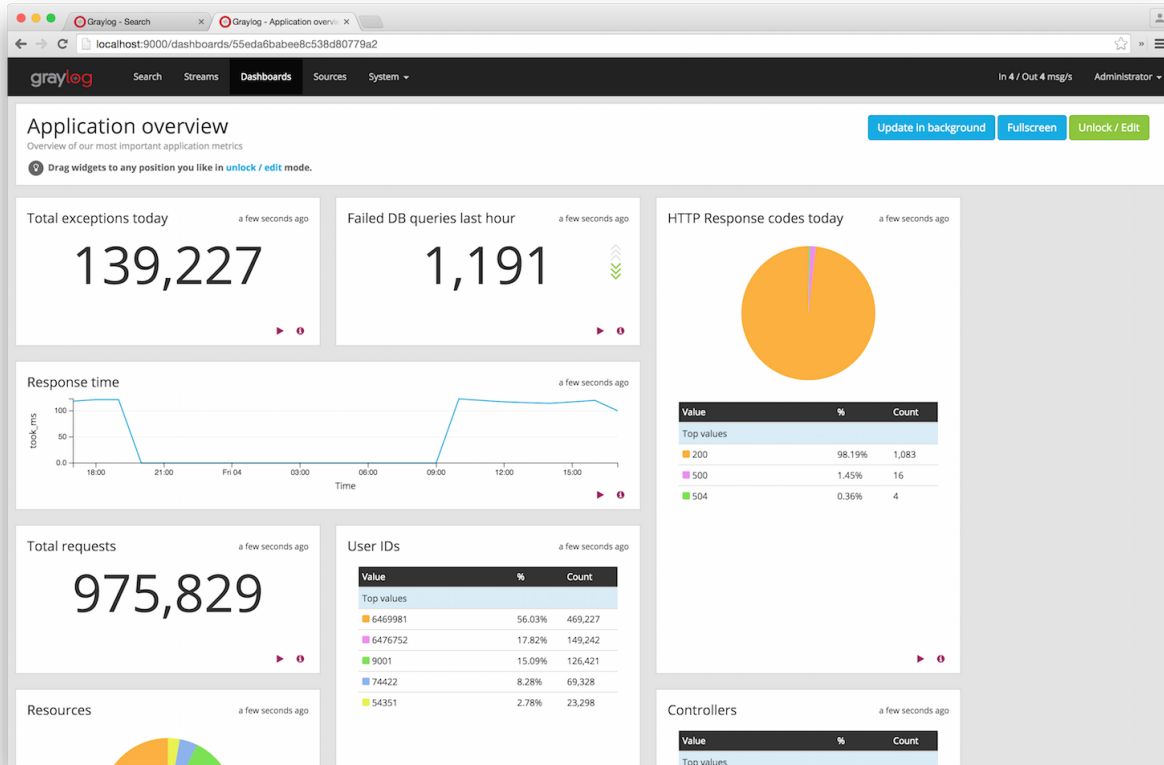 Graylog - Search
Graylog - Application overvie
localhost:9000/dashboards/55eda6babee8c538d80779a2
graylog Search Streams Dashboards Sources System In 4 / Out 4 msg/s Administrator
Application overview
Update in background Fullscreen Unlock / Edit
Overview of our most important application metrics
Drag widgets to any position you like in unlock / edit mode.
Total exceptions today a few seconds ago
139,227
Failed DB queries last hour a few seconds ago
1,191
HTTP Response codes today a few seconds ago
Value % Count
Top values
200 98.19% 1,083
500 1.45% 16
504 0.36% 4
Response time a few seconds ago
took_ms
100
50
0.0
18:00 21:00 Fri 04 03:00 06:00 09:00 12:00 15:00
Time
Total requests a few seconds ago
975,829
User IDs a few seconds ago
Value % Count
Top values
6469981 56.03% 469,227
6476752 17.82% 149,242
9001 15.09% 126,421
74422 8.28% 69,328
54351 2.78% 23,298
Resources a few seconds ago
Controllers a few seconds ago
Value % Count
Top values